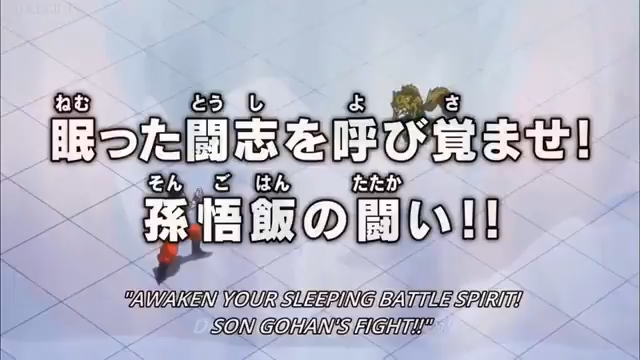 ねむ とうし よ さ
眠った闘志を呼び覚ませ!
そん ご はん たたか
孫悟飯の闘い!!
"AWAKEN YOUR SLEEPING BATTLE SPIRIT!
SON GOHAN'S FIGHT!!"